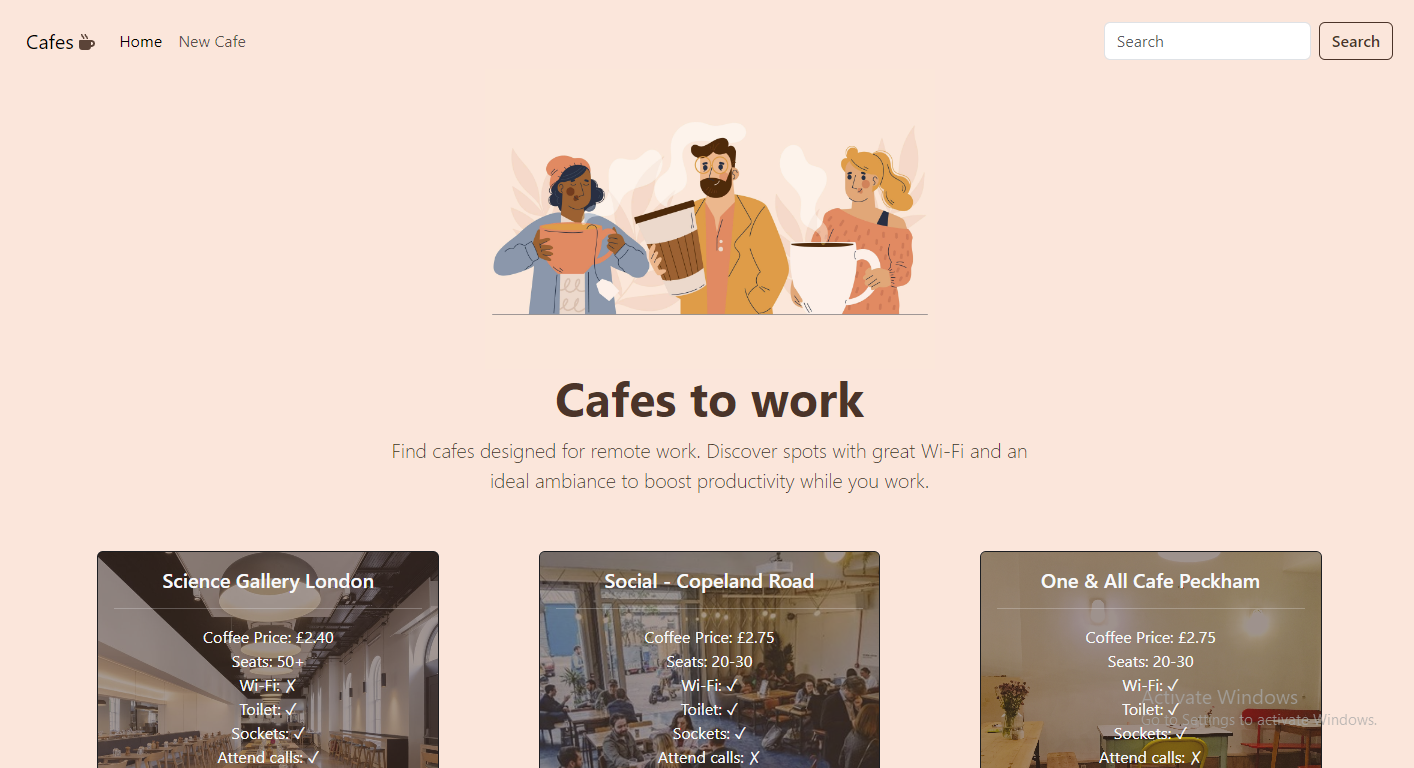 Cafes
Home
New Cafe
Search
Search
Cafes to work
Find cafes designed for remote work. Discover spots with great Wi-Fi and an
ideal ambiance to boost productivity while you work.
Science Gallery London
Coffee Price: £2.40
Seats: 50+
Wi-Fi: ✗
Toilet: ✓
Sockets: ✓
Attend calls: ✓
Social - Copeland Road
Coffee Price: £2.75
Seats: 20-30
Wi-Fi: ✓
Toilet: ✓
Sockets: ✓
Attend calls: ✗
One & All Cafe Peckham
Coffee Price: £2.75
Seats: 20-30
Wi-Fi: ✓
Toilet: ✓
Sockets: ✓
Attend calls: ✗
Activate Windows
Go to Settings to activate Windows.